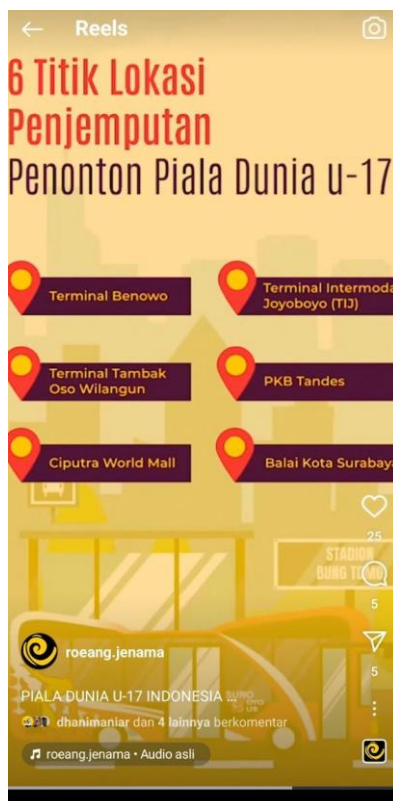 Reels
6 Titik Lokasi
Penjemputan
Penonton Piala Dunia u-17
Terminal Benowo
Terminal Intermoda
Joyoboyo (TIJ)
Terminal Tambak
Oso Wilangun
PKB Tandes
Ciputra World Mall
Balai Kota Surabaya
25
STADION
BUNG TOMO
5
roeang.jenama
5
PIALA DUNIA U-17 INDONESIA ...
dhanimaniar dan 4 lainnya berkomentar
roeang.jenama • Audio asli